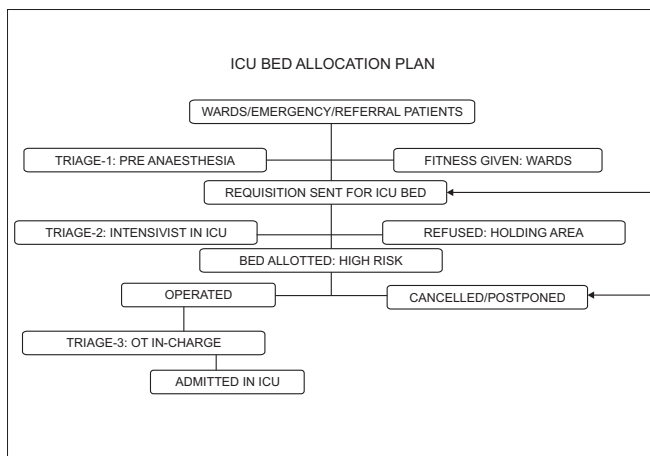 ICU BED ALLOCATION PLAN
WARDS/EMERGENCY/REFERRAL PATIENTS
TRIAGE-1: PRE ANAESTHESIA
FITNESS GIVEN: WARDS
REQUISITION SENT FOR ICU BED
TRIAGE-2: INTENSIVIST IN ICU
REFUSED: HOLDING AREA
BED ALLOTTED: HIGH RISK
OPERATED
CANCELLED/POSTPONED
TRIAGE-3: OT IN-CHARGE
ADMITTED IN ICU